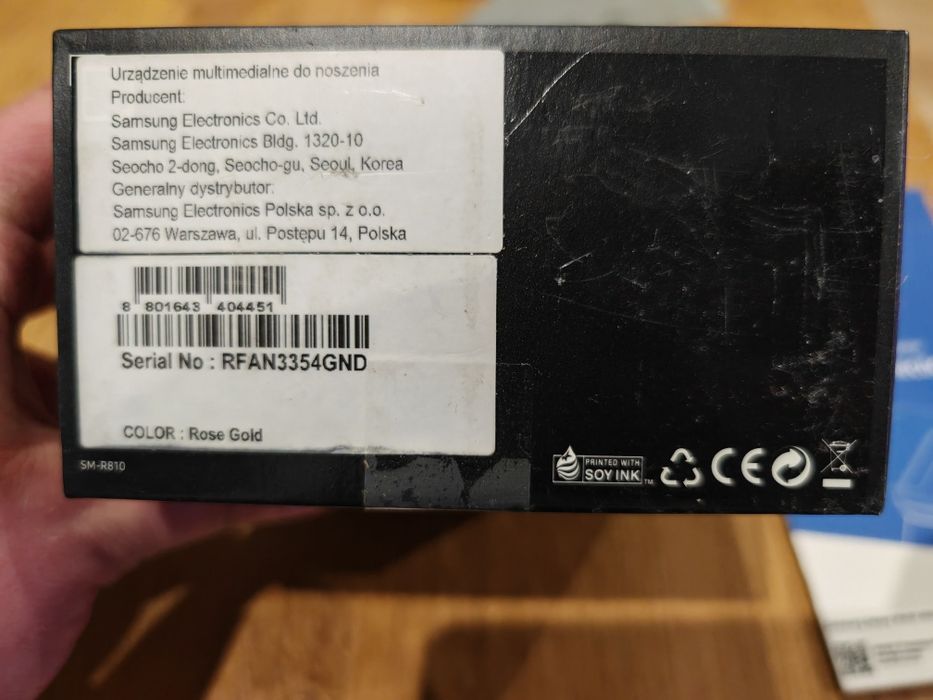 Urządzenie multimedialne do noszenia
Producent:
Samsung Electronics Co. Ltd.
Samsung Electronics Bldg. 1320-10
Seocho 2-dong, Seocho-gu, Seoul, Korea
Generalny dystrybutor:
Samsung Electronics Polska sp. z o.o.
02-676 Warszawa, ul. Postępu 14, Polska
8 801643 404451
Serial No : RFAN3354GND
COLOR : Rose Gold
SM-R810
PRINTED WITH
SOY INK™
CE